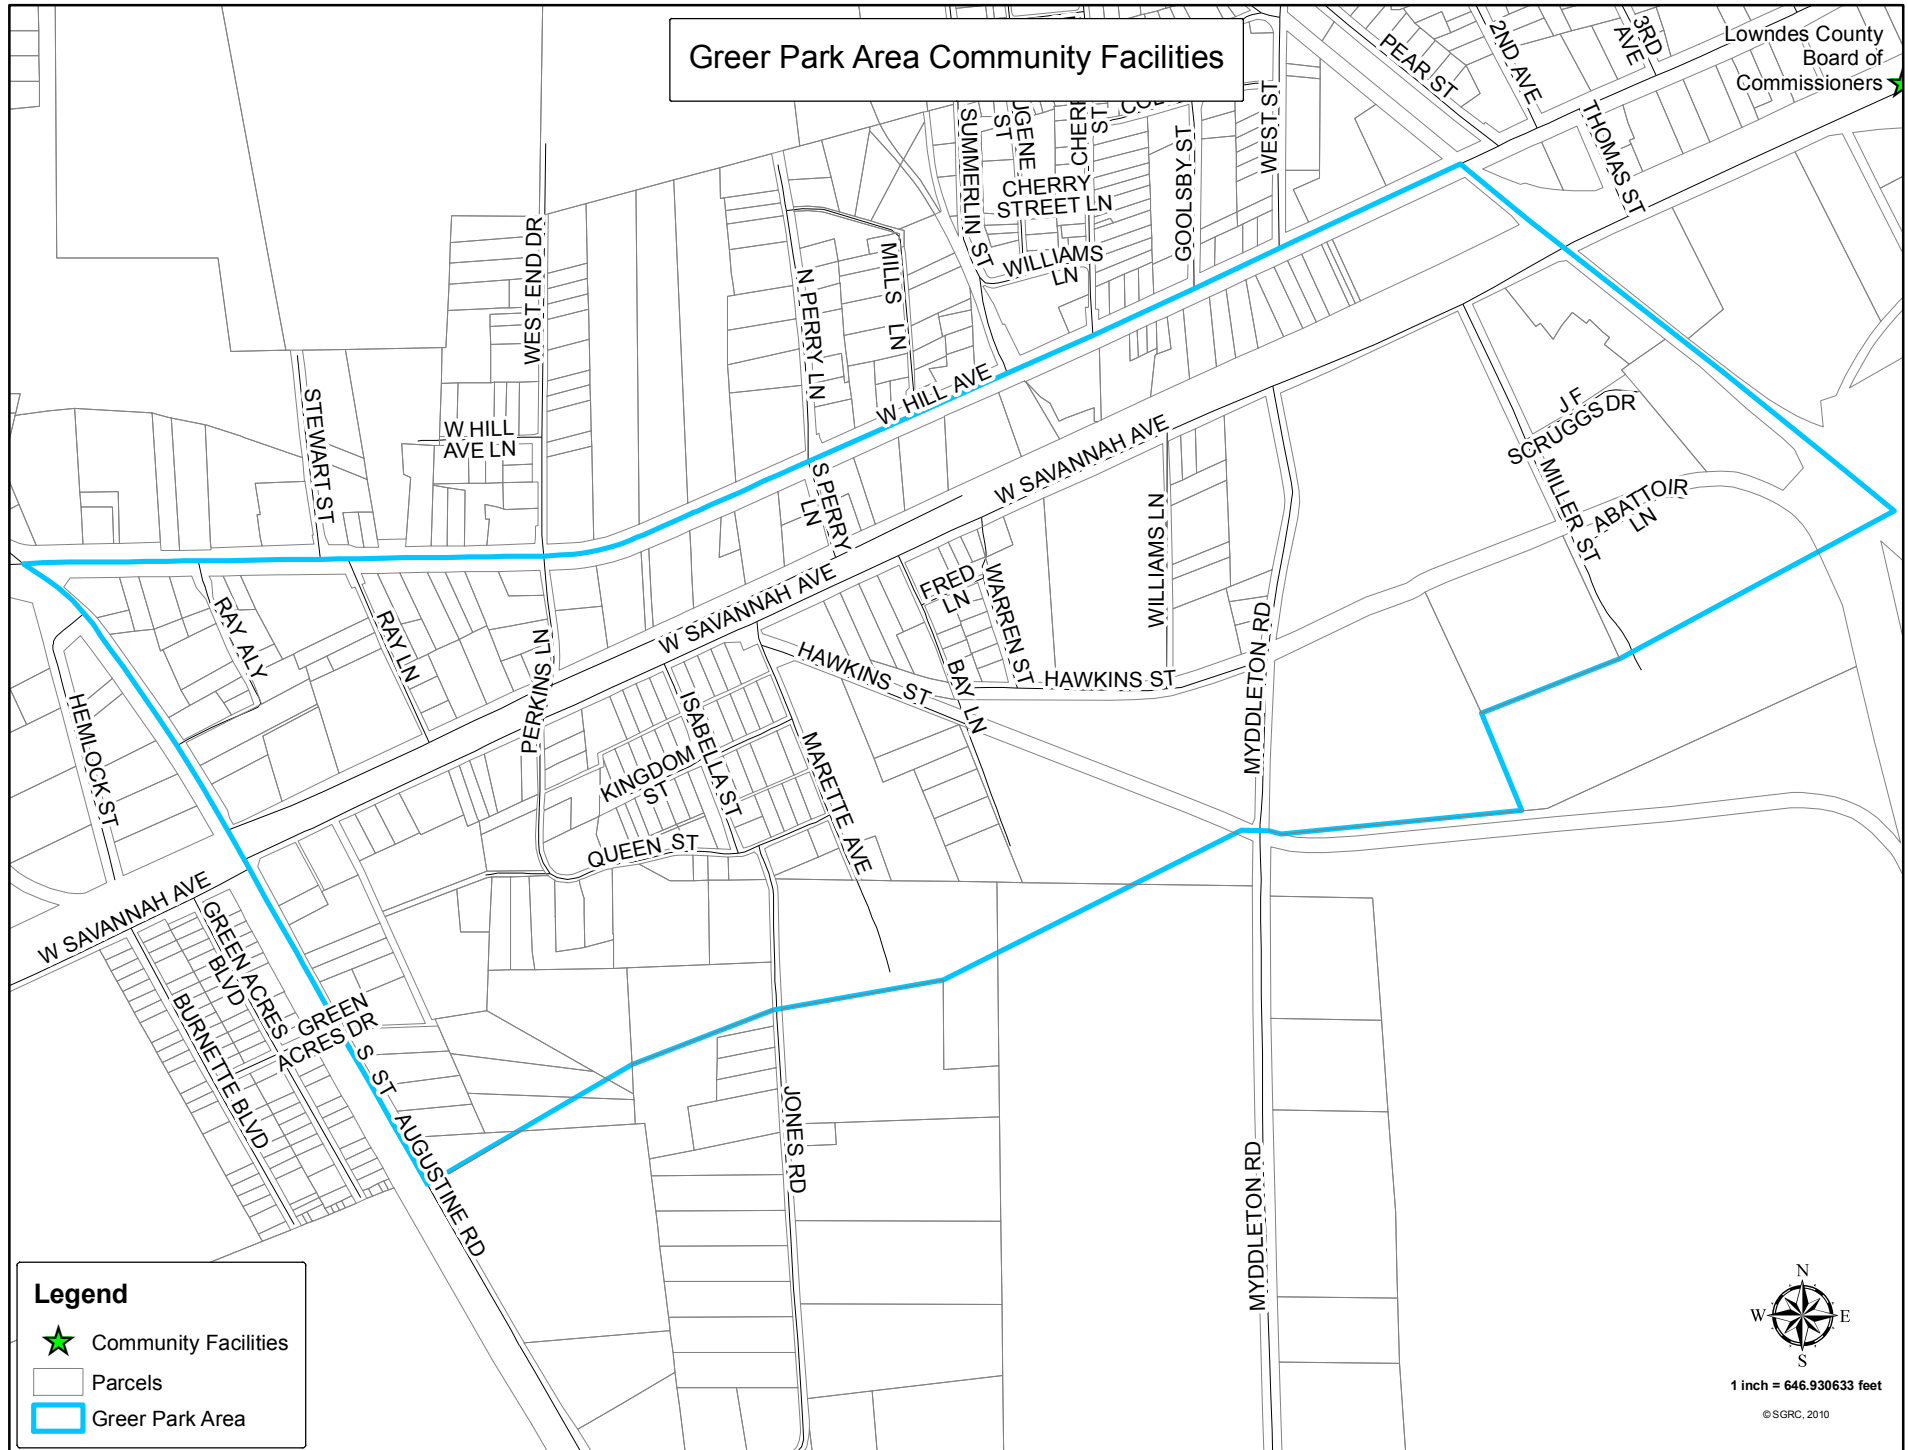 Greer Park Area Community Facilities
Lowndes County
Board of
Commissioners
PEAR ST
2ND AVE
3RD
AVE
THOMAS ST
WEST ST
GOOLSBY ST
SUMMERLIN ST
ST
ST
CHERRY
STREET LN
WILLIAMS
LN
MILLS LN
N PERRY LN
WEST END DR
STEWART ST
W HILL
AVE LN
W HILL AVE
S PERRY
LN
W SAVANNAH AVE
W SAVANNAH AVE
WILLIAMS LN
J F
SCRUGGS DR
MILLER ST
ABATTOIR
LN
FRED
LN
WARREN ST
BAY LN
HAWKINS ST
HAWKINS ST
MYDDLETON RD
RAY ALY
RAY LN
PERKINS LN
HEMLOCK ST
ISABELLA ST
KINGDOM
ST
MARETTE AVE
QUEEN ST
W SAVANNAH AVE
GREEN ACRES
BLVD
GREEN
ACRES DR
BURNETTE BLVD
S ST AUGUSTINE RD
JONES RD
MYDDLETON RD
Legend
Community Facilities
Parcels
Greer Park Area
N
W
E
S
1 inch = 646.930633 feet
©SGRC, 2010